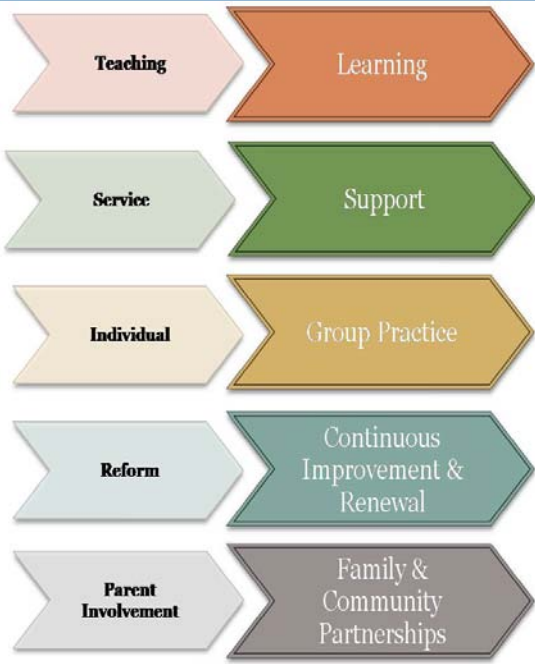 Teaching
Learning
Service
Support
Individual
Group Practice
Reform
Continuous
Improvement &
Renewal
Parent
Involvement
Family &
Community
Partnerships